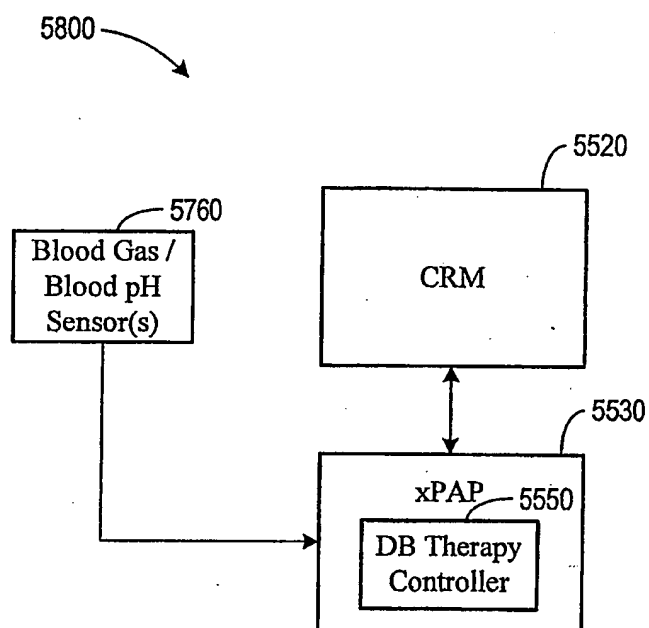 5800
5520
5760
Blood Gas /
Blood pH
Sensor(s)
CRM
5530
xPAP
5550
DB Therapy
Controller